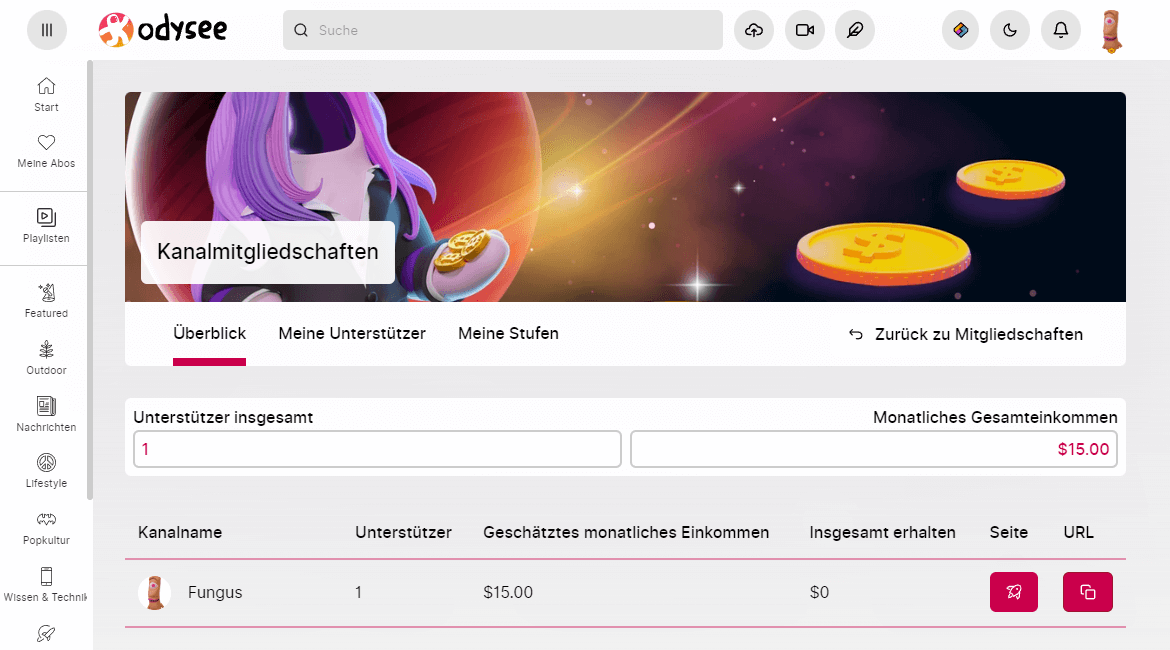 odysee
Suche
Start
Meine Abos
Playlisten
Featured
Outdoor
Nachrichten
Lifestyle
Popkultur
Wissen & Technik
Kanalmitgliedschaften
Überblick Meine Unterstützer Meine Stufen Zurück zu Mitgliedschaften
Unterstützer insgesamt Monatliches Gesamteinkommen
1 $15.00
Kanalname Unterstützer Geschätztes monatliches Einkommen Insgesamt erhalten Seite URL
Fungus 1 $15.00 $0